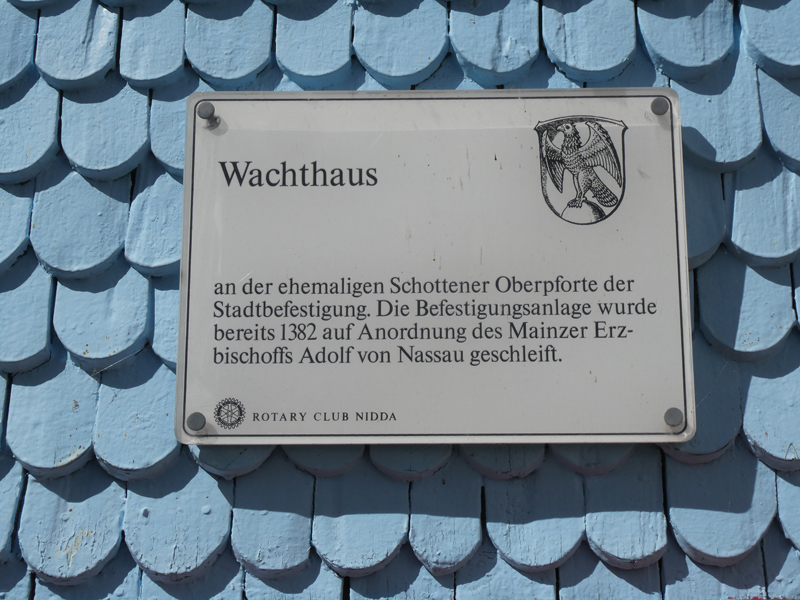 Wachthaus
an der ehemaligen Schottener Oberpforte der
Stadtbefestigung. Die Befestigungsanlage wurde
bereits 1382 auf Anordnung des Mainzer Erz-
bischoffs Adolf von Nassau geschleift.
ROTARY CLUB NIDDA